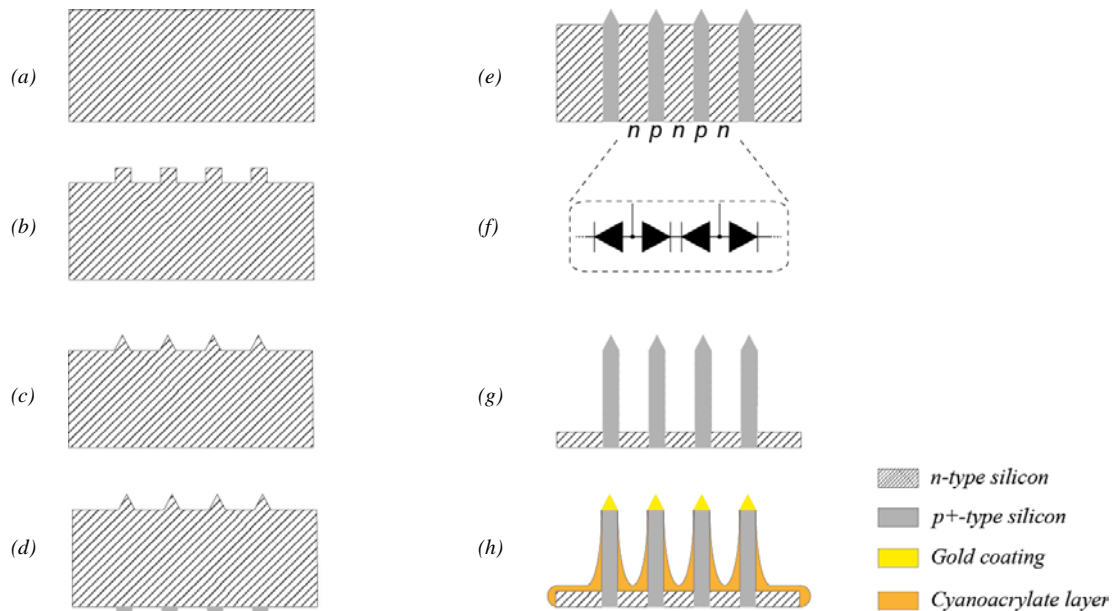 (a)
(b)
(c)
(d)
(e)
n p n p n
(f)
(g)
(h)
n-type silicon
p+-type silicon
Gold coating
Cyanoacrylate layer